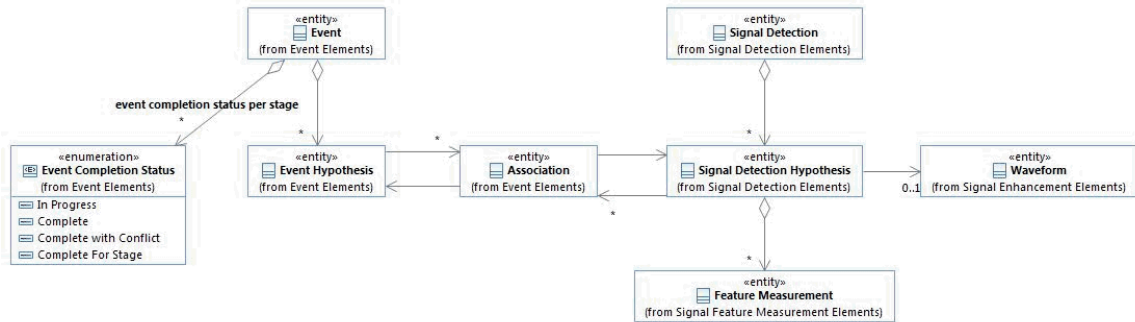 «entity»
Event
(from Event Elements)
«entity»
Signal Detection
(from Signal Detection Elements)
event completion status per stage
*
*
*
«enumeration»
Event Completion Status
(from Event Elements)
In Progress
Complete
Complete with Conflict
Complete For Stage
«entity»
Event Hypothesis
(from Event Elements)
*
«entity»
Association
(from Event Elements)
*
«entity»
Signal Detection Hypothesis
(from Signal Detection Elements)
0..1
«entity»
Waveform
(from Signal Enhancement Elements)
*
«entity»
Feature Measurement
(from Signal Feature Measurement Elements)